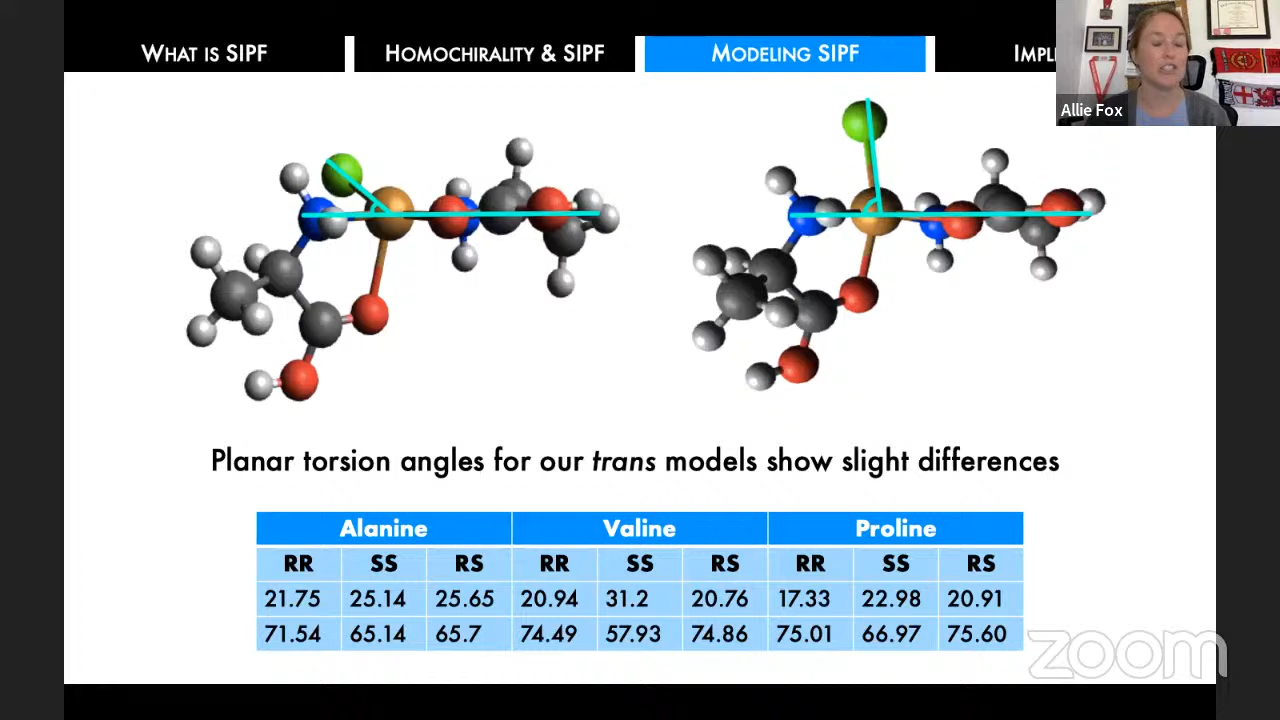 WHAT IS SIPF
HOMOCHIRALITY & SIPF
MODELING SIPF
IMPL
Allie Fox
Planar torsion angles for our trans models show slight differences
Alanine Valine Proline
RR SS RS RR SS RS RR SS RS
21.75 25.14 25.65 20.94 31.2 20.76 17.33 22.98 20.91
71.54 65.14 65.7 74.49 57.93 74.86 75.01 66.97 75.60
zoom